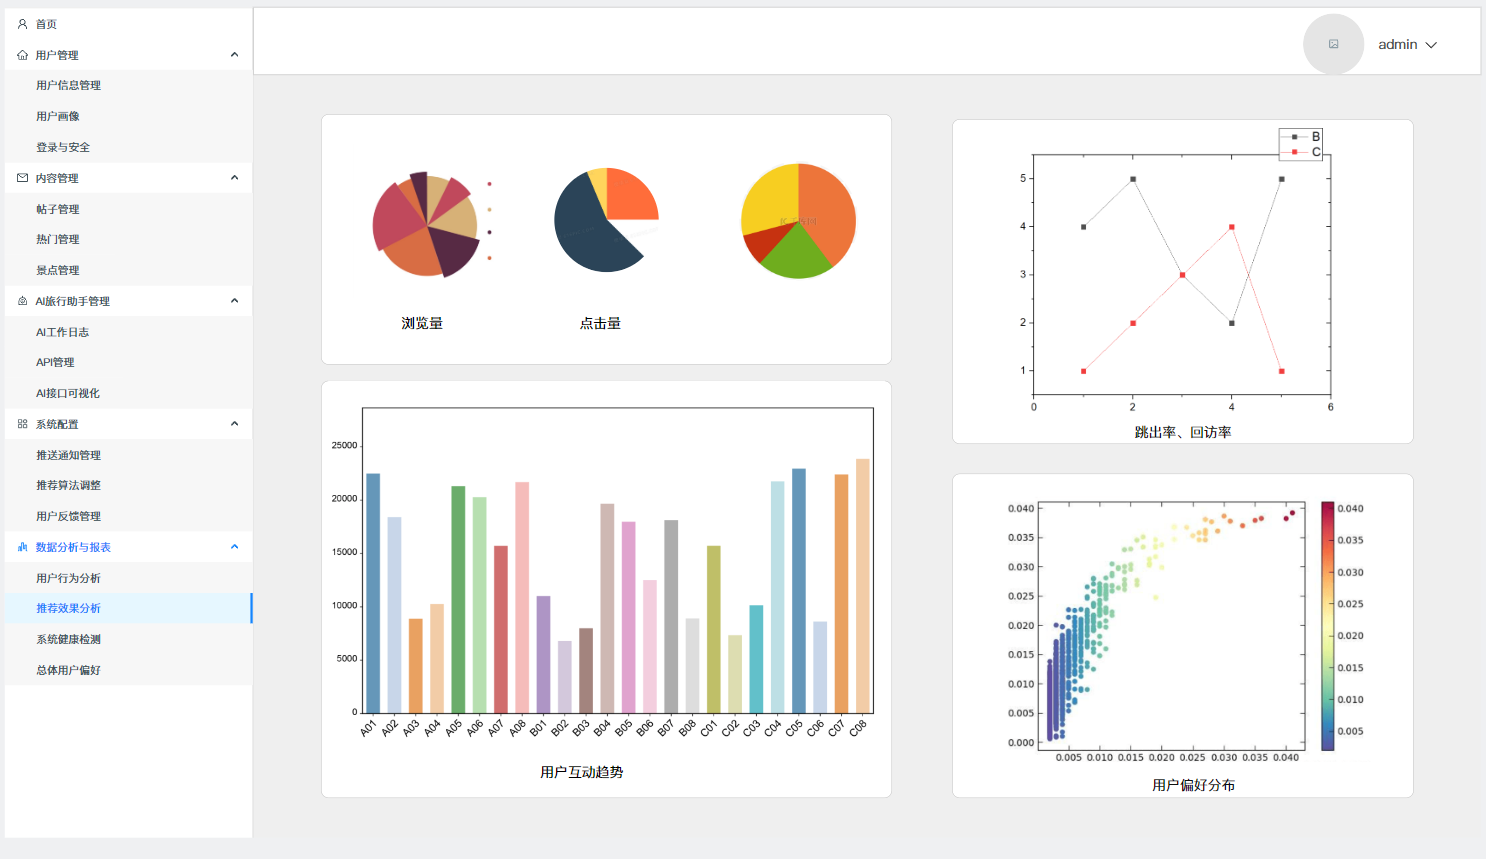 首页
用户管理
用户信息管理
用户画像
登录与安全
内容管理
帖子管理
热门管理
景点管理
AI旅行助手管理
AI工作日志
API管理
AI接口可视化
系统配置
推送通知管理
推荐算法调整
用户反馈管理
数据分析与报表
用户行为分析
推荐效果分析
系统健康检测
总体用户偏好
admin
浏览量
点击量
B
C
5
4
3
2
1
0 2 4 6
跳出率、回访率
25000
20000
15000
10000
5000
0
A01 A02 A03 A04 A05 A06 A07 A08 B01 B02 B03 B04 B05 B06 B07 B08 C01 C02 C03 C04 C05 C06 C07 C08
用户互动趋势
0.040
0.035
0.030
0.025
0.020
0.015
0.010
0.005
0.000
0.005 0.010 0.015 0.020 0.025 0.030 0.035 0.040
0.040
0.035
0.030
0.025
0.020
0.015
0.010
0.005
用户偏好分布